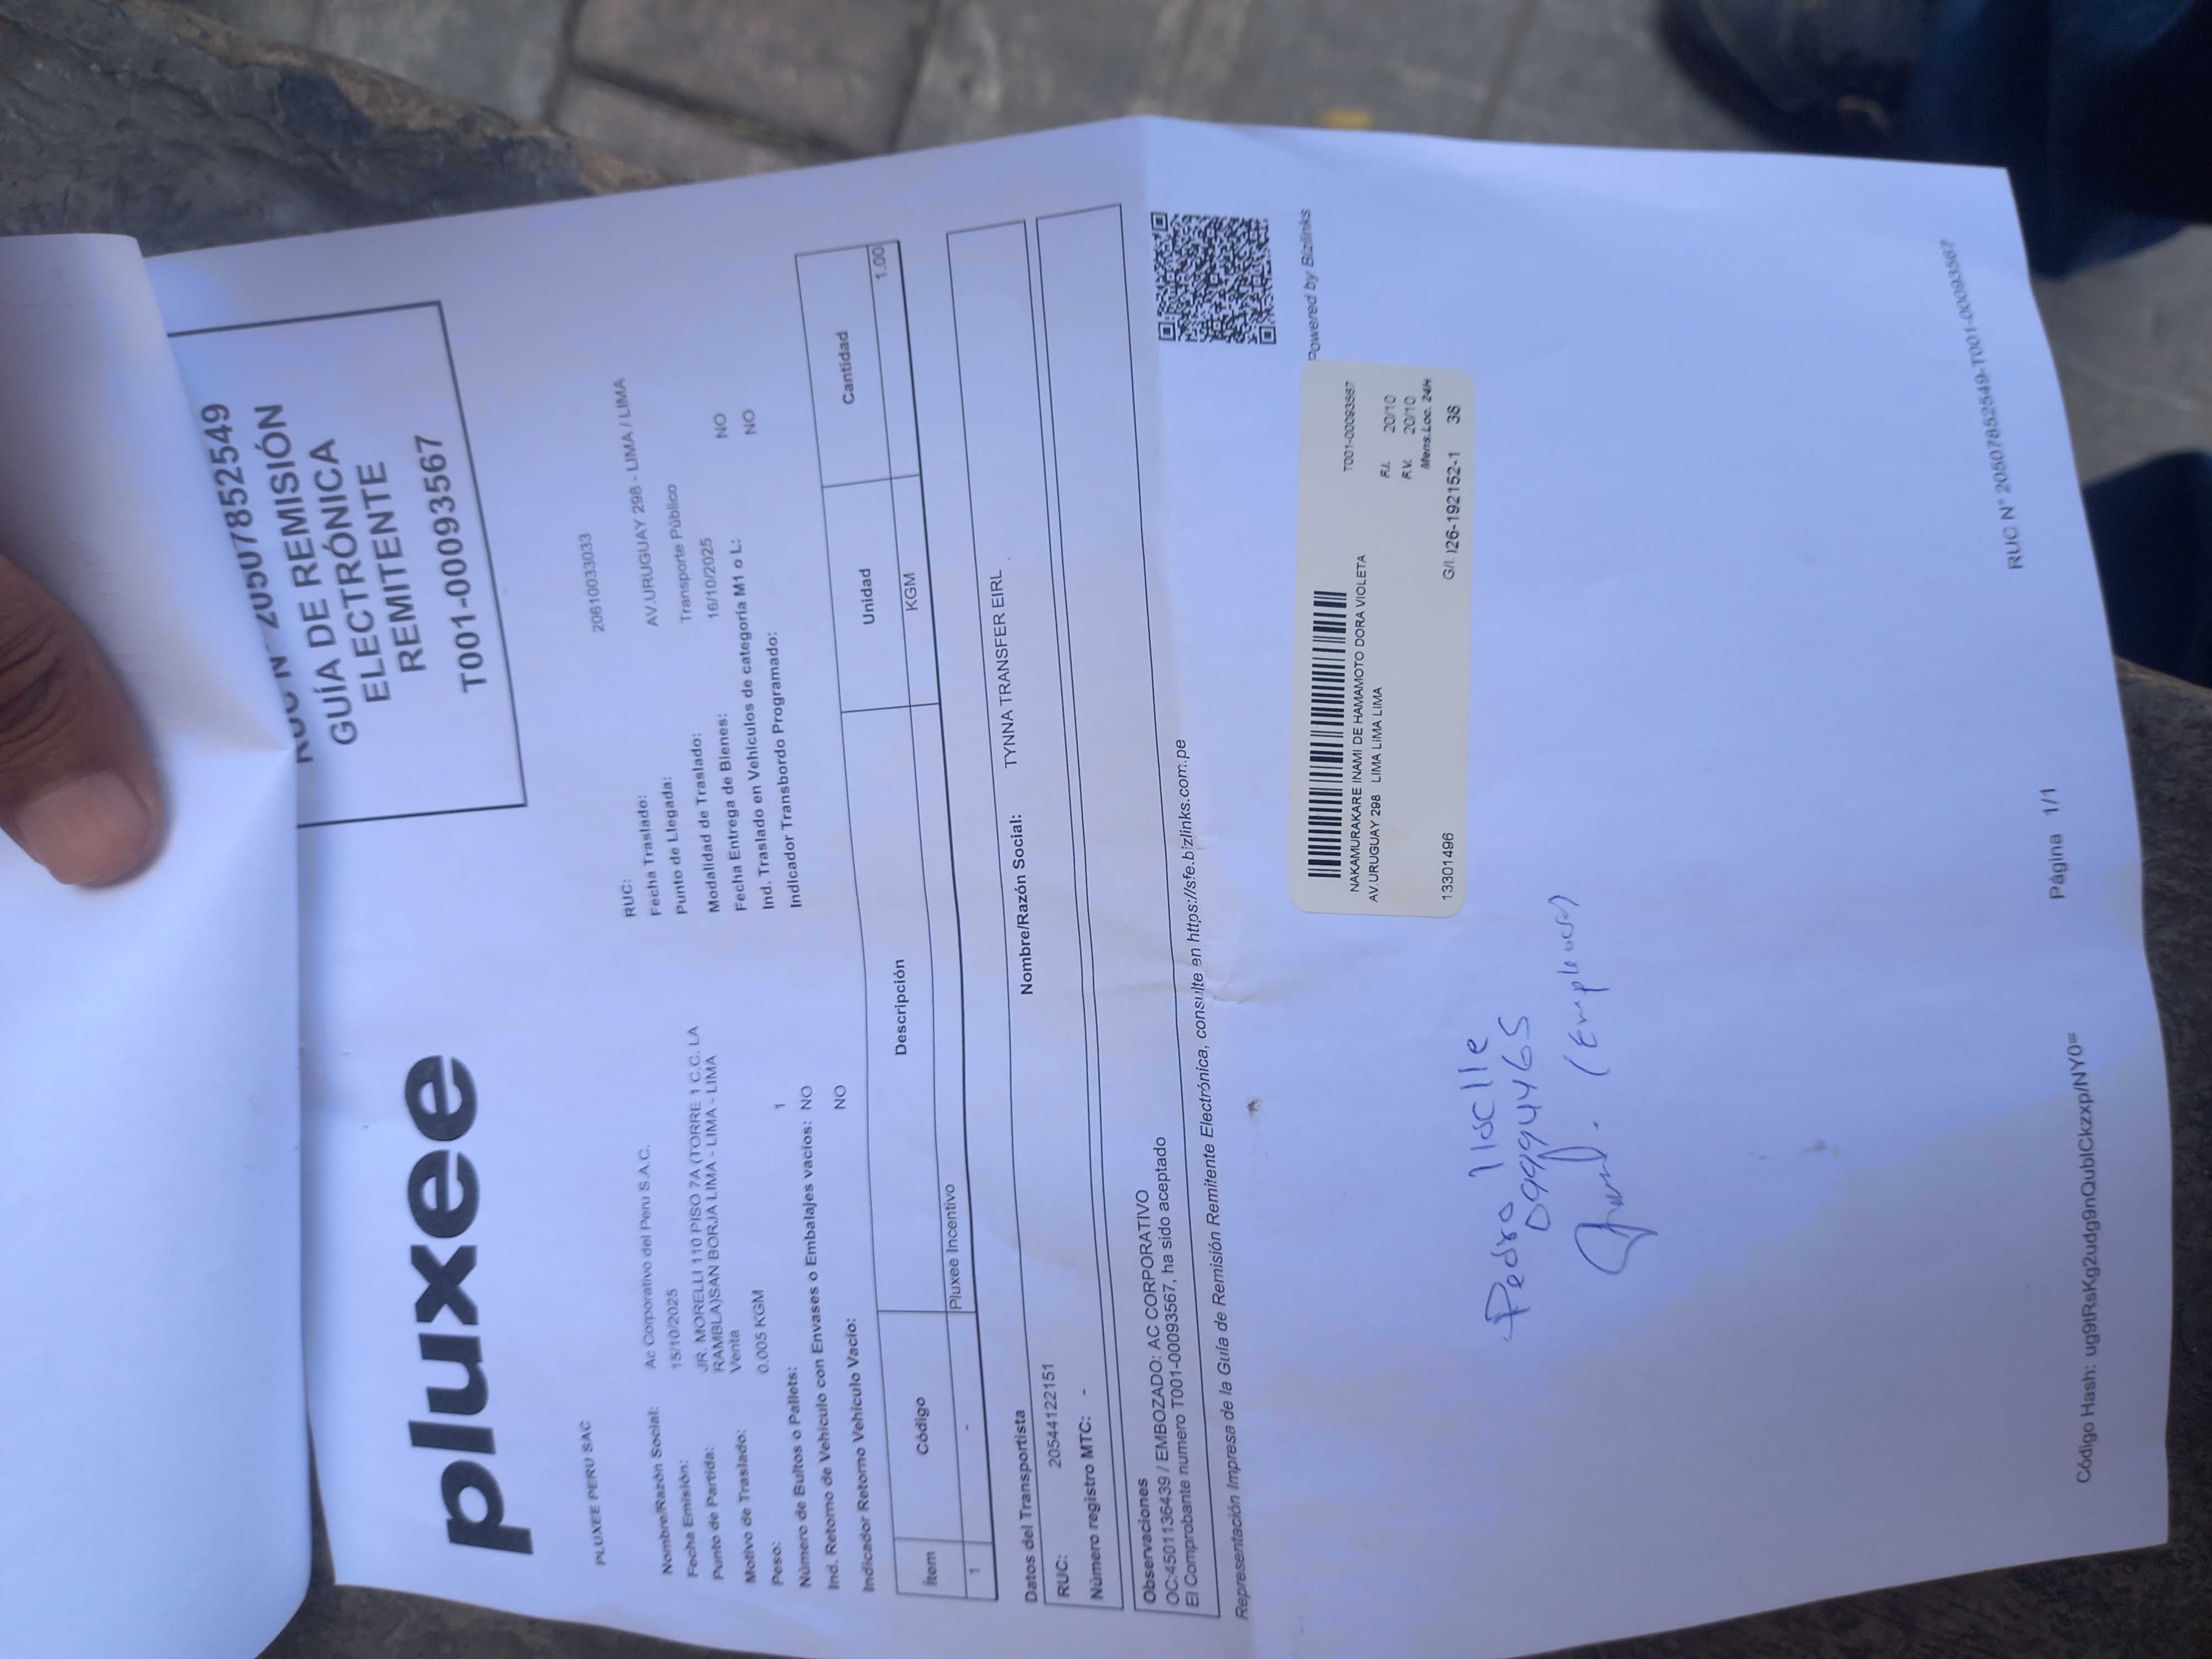 pluxee
RUC N° 20507852549
GUÍA DE REMISIÓN
ELECTRÓNICA
REMITENTE
T001-00093567
PLUXEE PERU SAC
Nombre/Razón Social: Ac Corporativo del Peru S.A.C.
RUC: 20610033033
Fecha Emisión: 15/10/2025
Fecha Traslado:
Punto de Partida: JR. MORELLI 110 PISO 7A (TORRE 1 C.C. LA
RAMBLA)SAN BORJA LIMA - LIMA - LIMA
Punto de Llegada: AV.URUGUAY 298 - LIMA / LIMA
Motivo de Traslado: Venta
Modalidad de Traslado: Transporte Público
Peso: 0.005 KGM
Fecha Entrega de Bienes: 16/10/2025
Número de Bultos o Pallets: 1
Ind. Traslado en Vehículos de categoría M1 o L: NO
Ind. Retorno de Vehículo con Envases o Embalajes vacíos: NO
Indicador Transbordo Programado: NO
Indicador Retorno Vehículo Vacio: NO
Ítem Código Descripción Unidad Cantidad
1 - Pluxee Incentivo KGM 1.00
Datos del Transportista
RUC: 20544122151 Nombre/Razón Social: TYNNA TRANSFER EIRL
Número registro MTC: -
Observaciones
OC:4501136439 / EMBOZADO: AC CORPORATIVO
El Comprobante numero T001-00093567, ha sido aceptado
Representación Impresa de la Guía de Remisión Remitente Electrónica, consulte en https://sfe.bizlinks.com.pe
Powered by Bizlinks
T001-00093567
NAKAMURAKARE INAMI DE HAMAMOTO DORA VIOLETA
AV.URUGUAY 298 LIMA LIMA LIMA
F.I. 20/10
F.V. 20/10
Mens.Loc. 24H
13301496 G/I. )26-192152-1 38
Pedro
09994465
RUC N° 20507852549-T001-00093567
Código Hash: ug9tRsKg2udg9nQublCkzxp/NY0= Página 1/1